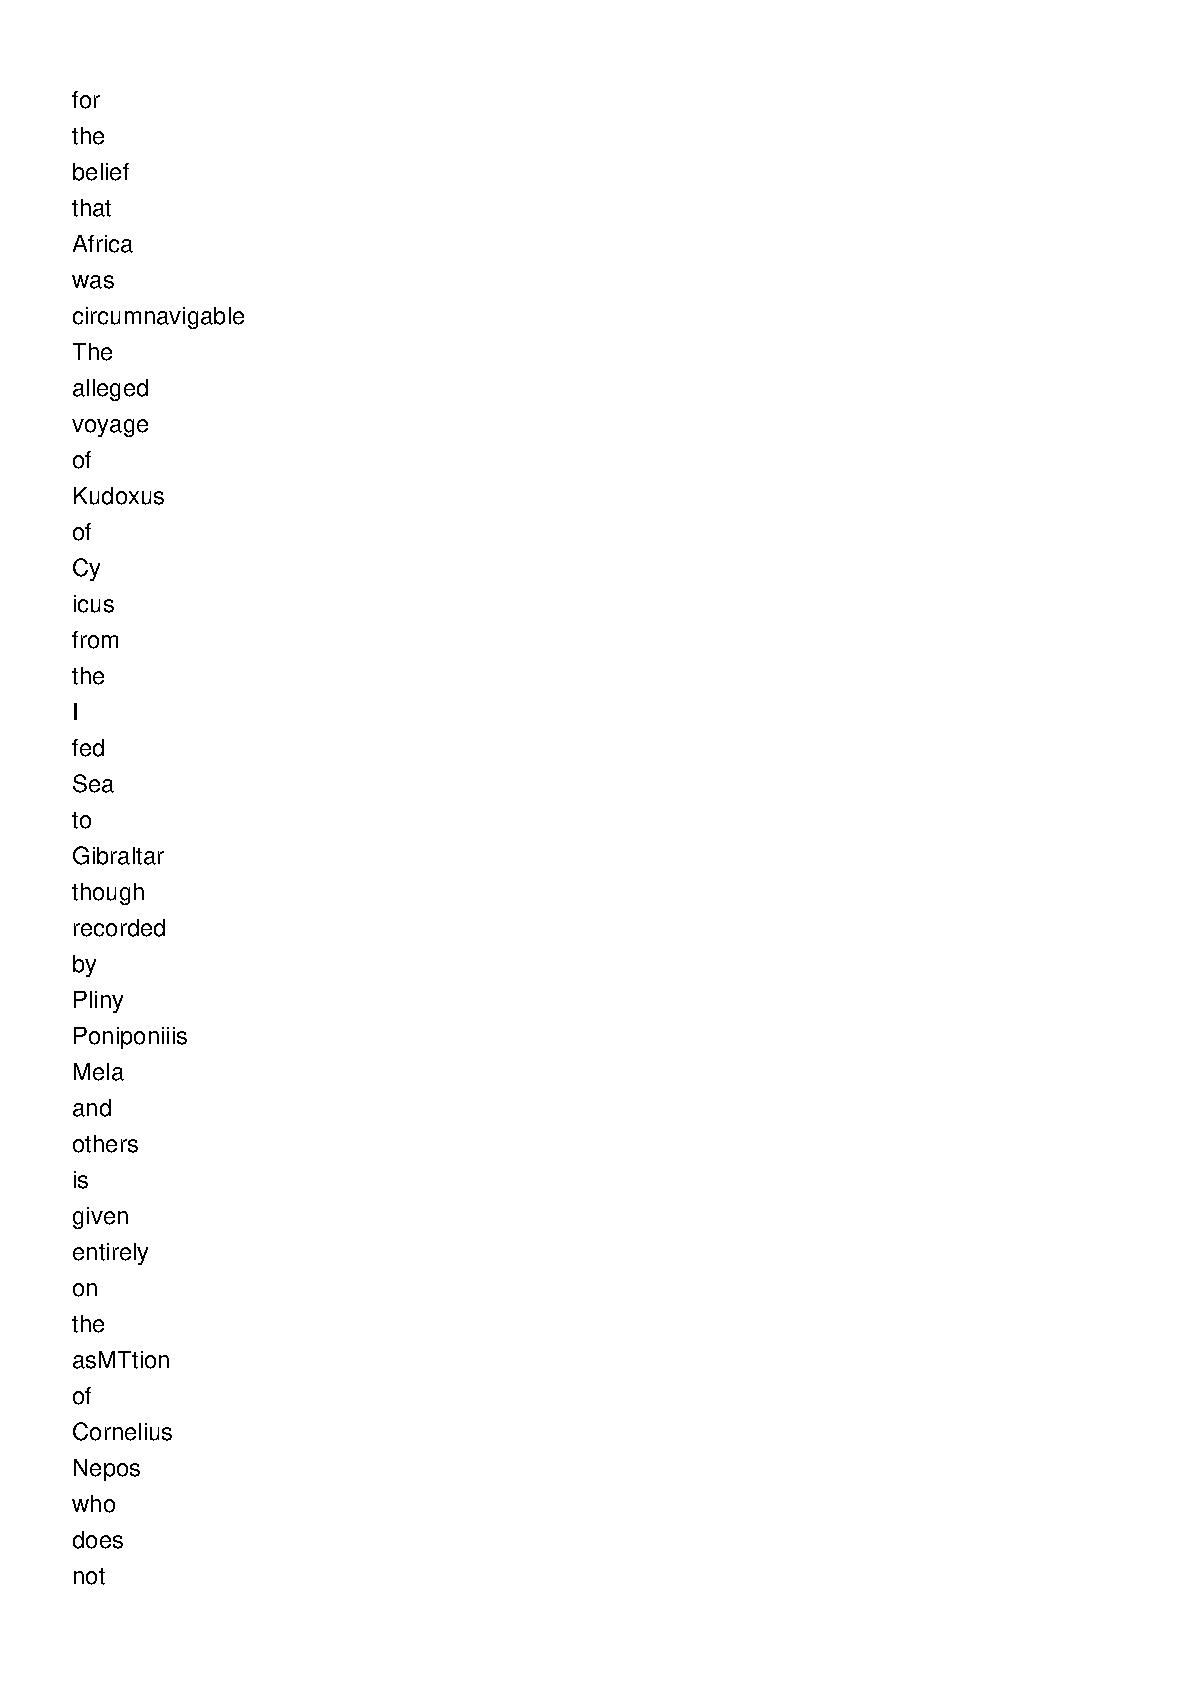 for
the
belief
that
Africa
was
circumnavigable
The
alleged
voyage
of
Kudoxus
of
Cy
icus
from
the
I
fed
Sea
to
Gibraltar
though
recorded
by
Pliny
Poniponiiis
Mela
and
others
is
given
entirely
on
the
asMTtion
of
Cornelius
Nepos
who
does
not